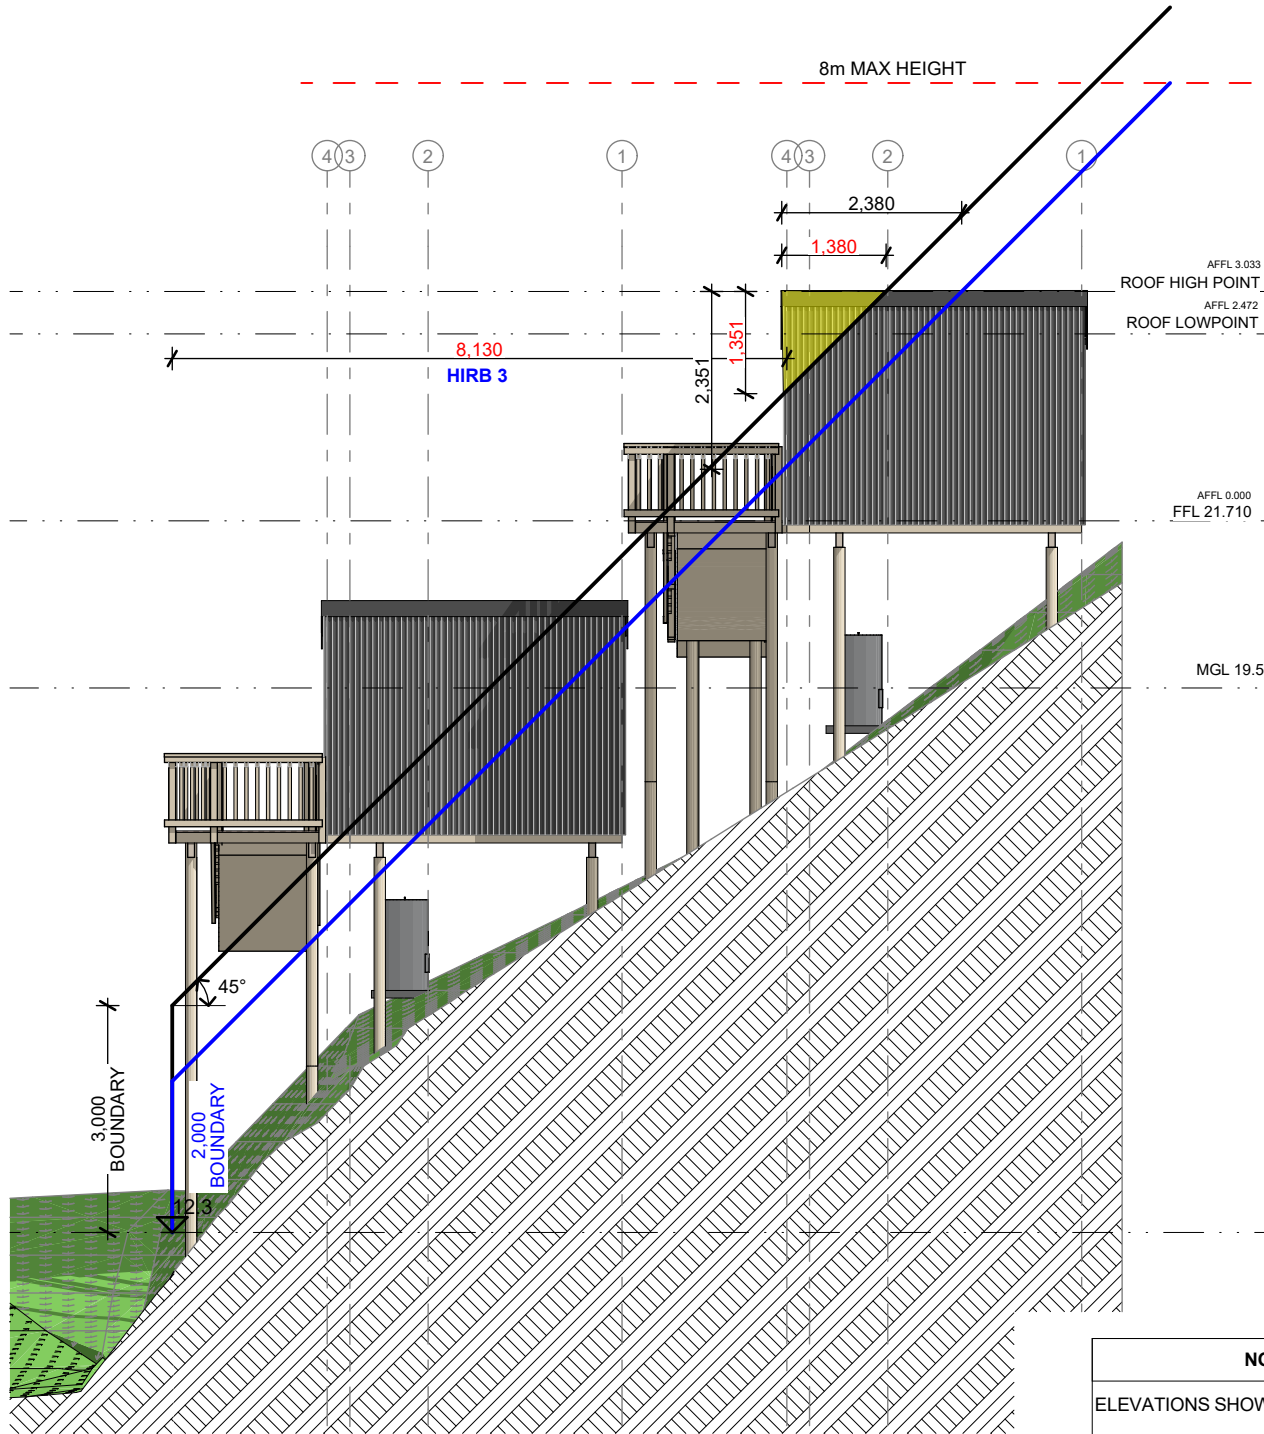 8m MAX HEIGHT
4 3 2 1 4 3 2 1
2,380
1,380
AFFL 3.033
ROOF HIGH POINT
AFFL 2.472
ROOF LOWPOINT
8,130
HIRB 3
2,351
1,351
AFFL 0.000
FFL 21.710
MGL 19.5
45°
3,000
BOUNDARY
2,000
BOUNDARY
12.3
NO
ELEVATIONS SHOW